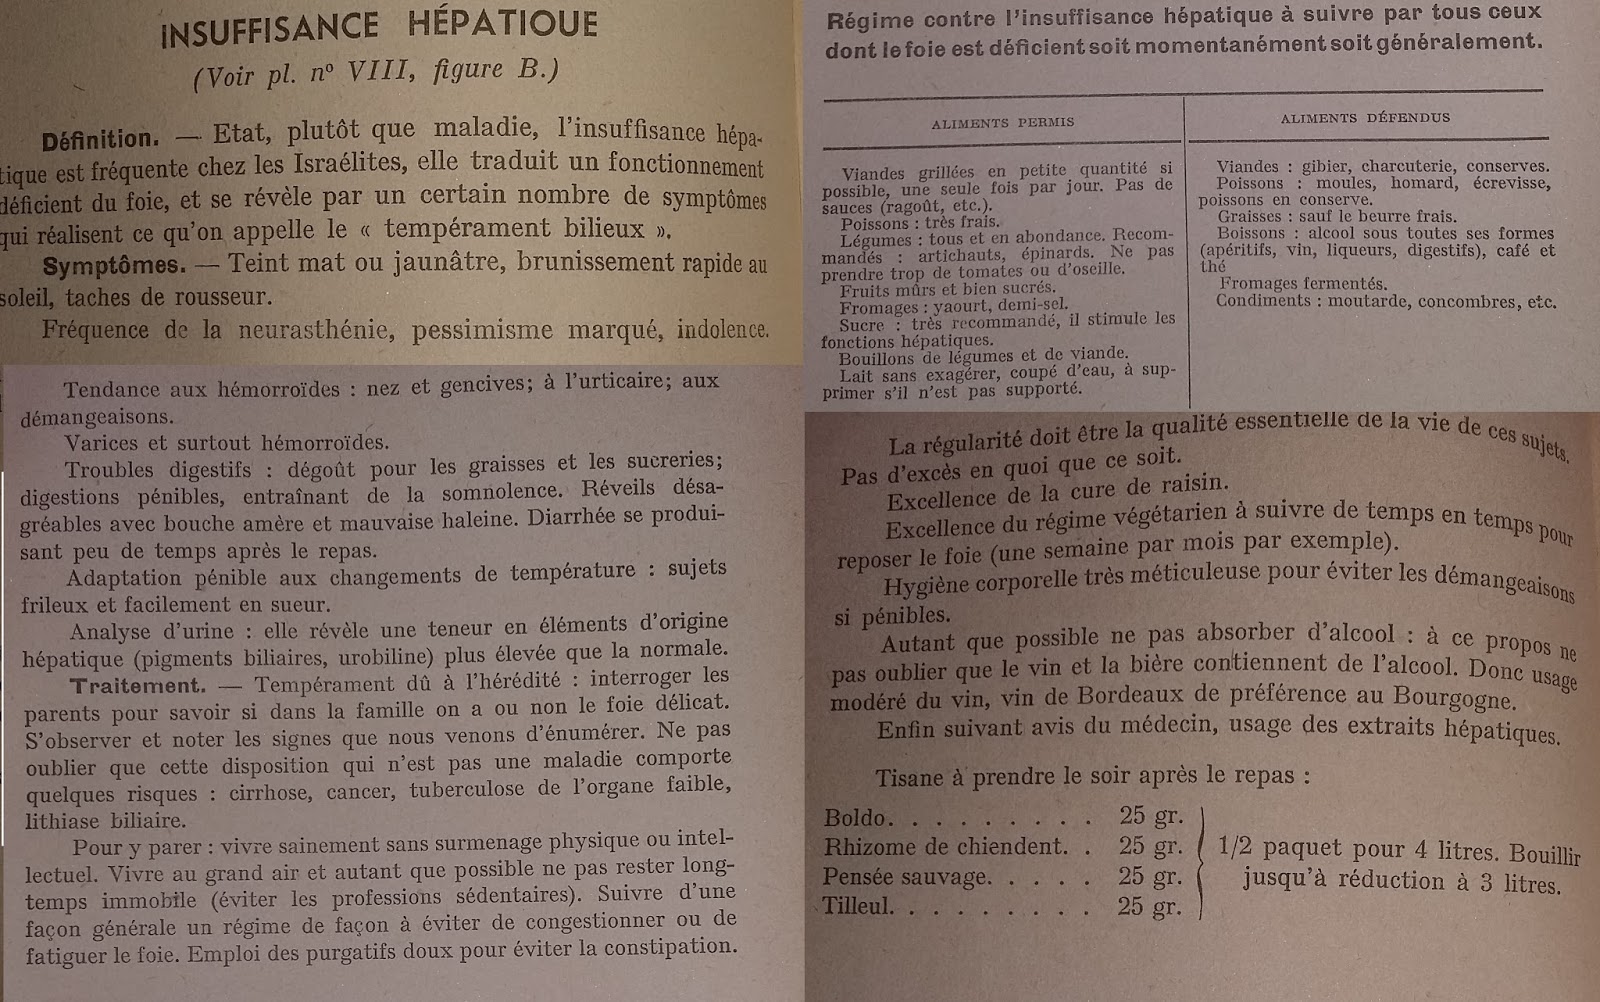 INSUFFISANCE HÉPATIQUE
(Voir pl. nº VIII, figure B.)
Définition. — Etat, plutôt que maladie, l'insuffisance hépa-
tique est fréquente chez les Israélites, elle traduit un fonctionnement
déficient du foie, et se révèle par un certain nombre de symptômes
qui réalisent ce qu'on appelle le « tempérament bilieux ».
Symptômes. — Teint mat ou jaunâtre, brunissement rapide au
soleil, taches de rousseur.
Fréquence de la neurasthénie, pessimisme marqué, indolence.
Tendance aux hémorroïdes : nez et gencives; à l'urticaire; aux
démangeaisons.
Varices et surtout hémorroïdes.
Troubles digestifs : dégoût pour les graisses et les sucreries;
digestions pénibles, entraînant de la somnolence. Réveils désa-
gréables avec bouche amère et mauvaise haleine. Diarrhée se produi-
sant peu de temps après le repas.
Adaptation pénible aux changements de température : sujets
frileux et facilement en sueur.
Analyse d'urine : elle révèle une teneur en éléments d'origine
hépatique (pigments biliaires, urobiline) plus élevée que la normale.
Traitement. — Tempérament dû à l'hérédité : interroger les
parents pour savoir si dans la famille on a ou non le foie délicat.
S'observer et noter les signes que nous venons d'énumérer. Ne pas
oublier que cette disposition qui n'est pas une maladie comporte
quelques risques : cirrhose, cancer, tuberculose de l'organe faible,
lithiase biliaire.
Pour y parer : vivre sainement sans surmenage physique ou intel-
lectuel. Vivre au grand air et autant que possible ne pas rester long-
temps immobile (éviter les professions sédentaires). Suivre d'une
façon générale un régime de façon à éviter de congestionner ou de
fatiguer le foie. Emploi des purgatifs doux pour éviter la constipation.
Régime contre l'insuffisance hépatique à suivre par tous ceux
dont le foie est déficient soit momentanément soit généralement.
ALIMENTS PERMIS
Viandes grillées en petite quantité si
possible, une seule fois par jour. Pas de
sauces (ragoût, etc.).
Poissons : très frais.
Légumes : tous et en abondance. Recom-
mandés : artichauts, épinards. Ne pas
prendre trop de tomates ou d'oseille.
Fruits mûrs et bien sucrés.
Fromages : yaourt, demi-sel.
Sucre : très recommandé, il stimule les
fonctions hépatiques.
Bouillons de légumes et de viande.
Lait sans exagérer, coupé d'eau, à sup-
primer s'il n'est pas supporté.
ALIMENTS DÉFENDUS
Viandes : gibier, charcuterie, conserves.
Poissons : moules, homard, écrevisse,
poissons en conserve.
Graisses : sauf le beurre frais.
Boissons : alcool sous toutes ses formes
(apéritifs, vin, liqueurs, digestifs), café et
thé
Fromages fermentés.
Condiments : moutarde, concombres, etc.
La régularité doit être la qualité essentielle de la vie de ces sujets.
Pas d'excès en quoi que ce soit.
Excellence de la cure de raisin.
Excellence du régime végétarien à suivre de temps en temps pour
reposer le foie (une semaine par mois par exemple).
Hygiène corporelle très méticuleuse pour éviter les démangeaisons
si pénibles.
Autant que possible ne pas absorber d'alcool : à ce propos ne
pas oublier que le vin et la bière contiennent de l'alcool. Donc usage
modéré du vin, vin de Bordeaux de préférence au Bourgogne.
Enfin suivant avis du médecin, usage des extraits hépatiques.
Tisane à prendre le soir après le repas :
Boldo. . . . . . . . . 25 gr.
Rhizome de chiendent. . 25 gr.
Pensée sauvage. . . . . 25 gr.
Tilleul. . . . . . . . . 25 gr.
1/2 paquet pour 4 litres. Bouillir
jusqu'à réduction à 3 litres.